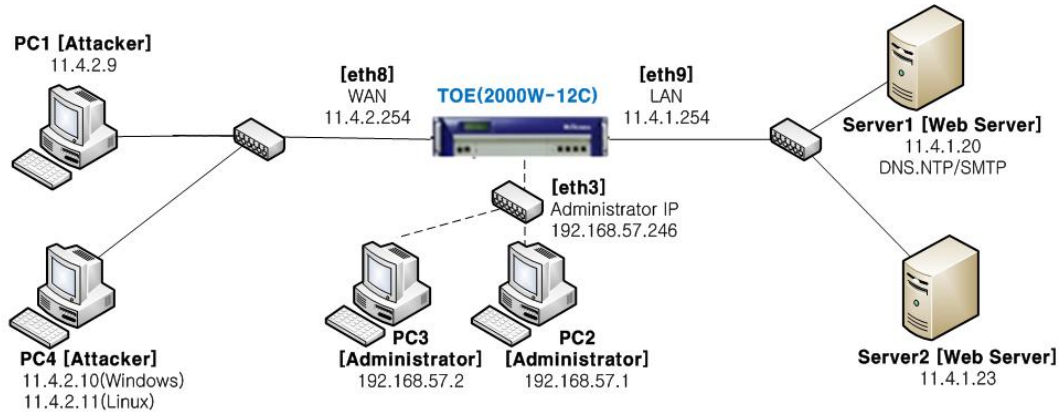 PC1 [Attacker]
11.4.2.9
[eth8]
WAN
11.4.2.254
TOE(2000W-12C)
[eth9]
LAN
11.4.1.254
Server1 [Web Server]
11.4.1.20
DNS.NTP/SMTP
[eth3]
Administrator IP
192.168.57.246
PC4 [Attacker]
11.4.2.10(Windows)
11.4.2.11(Linux)
PC3
[Administrator]
192.168.57.2
PC2
[Administrator]
192.168.57.1
Server2 [Web Server]
11.4.1.23